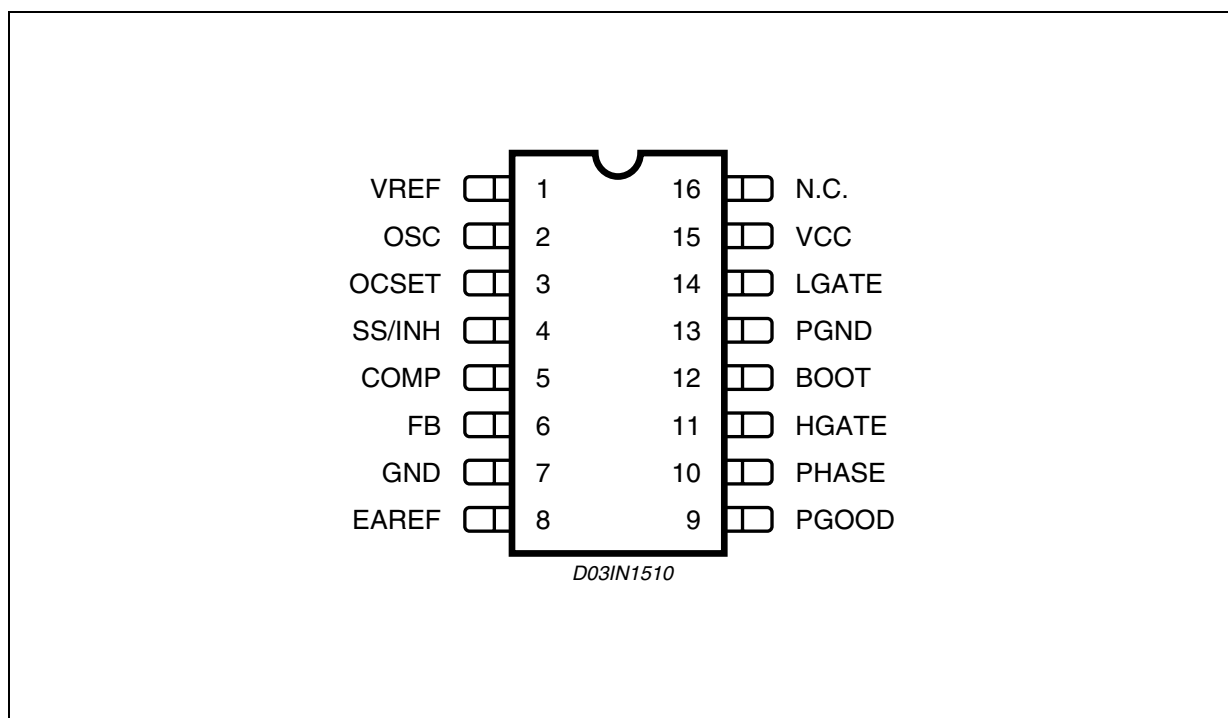 VREF 1 16 N.C.
OSC 2 15 VCC
OCSET 3 14 LGATE
SS/INH 4 13 PGND
COMP 5 12 BOOT
FB 6 11 HGATE
GND 7 10 PHASE
EAREF 8 9 PGOOD
D03IN1510